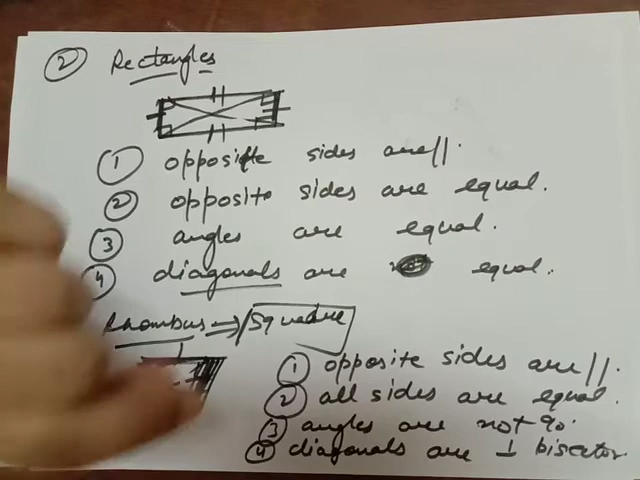 ② Rectangles
① opposite sides are //.
② opposite sides are equal.
③ angles are equal.
④ diagonals are equal.
Rhombus ⇒ Square
① opposite sides are //.
② all sides are equal.
③ angles are not 90°
④ diagonals are ⊥ bisector.